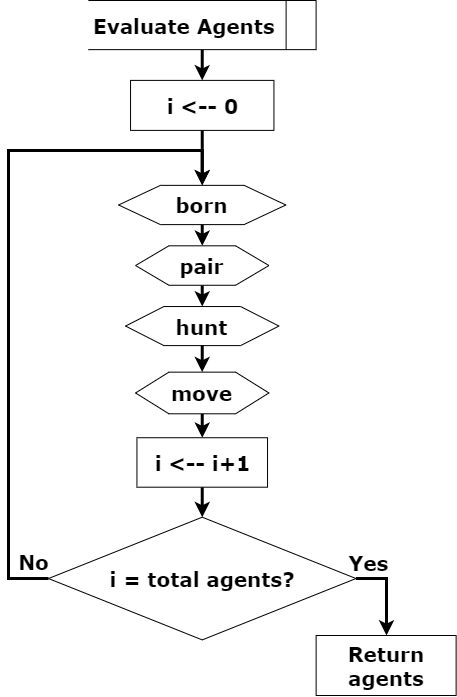 Evaluate Agents
i <-- 0
born
pair
hunt
move
i <-- i+1
i = total agents?
No
Yes
Return
agents